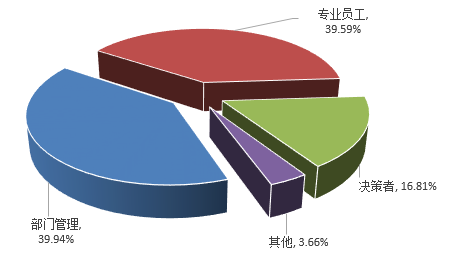 专业员工,
39.59%
决策者, 16.81%
部门管理,
39.94%
其他, 3.66%